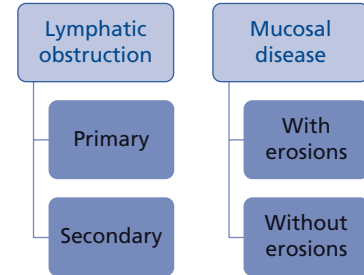 Lymphatic
obstruction
Primary
Secondary
Mucosal
disease
With
erosions
Without
erosions